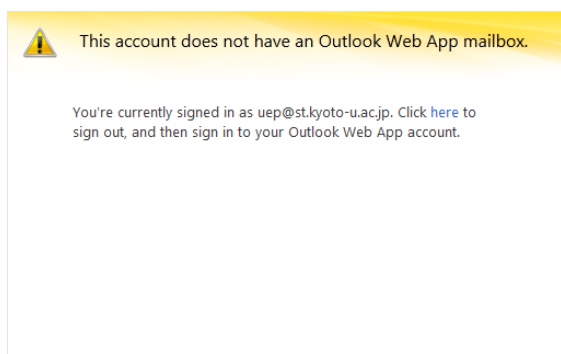 This account does not have an Outlook Web App mailbox.
You're currently signed in as uep@st.kyoto-u.ac.jp. Click here to
sign out, and then sign in to your Outlook Web App account.